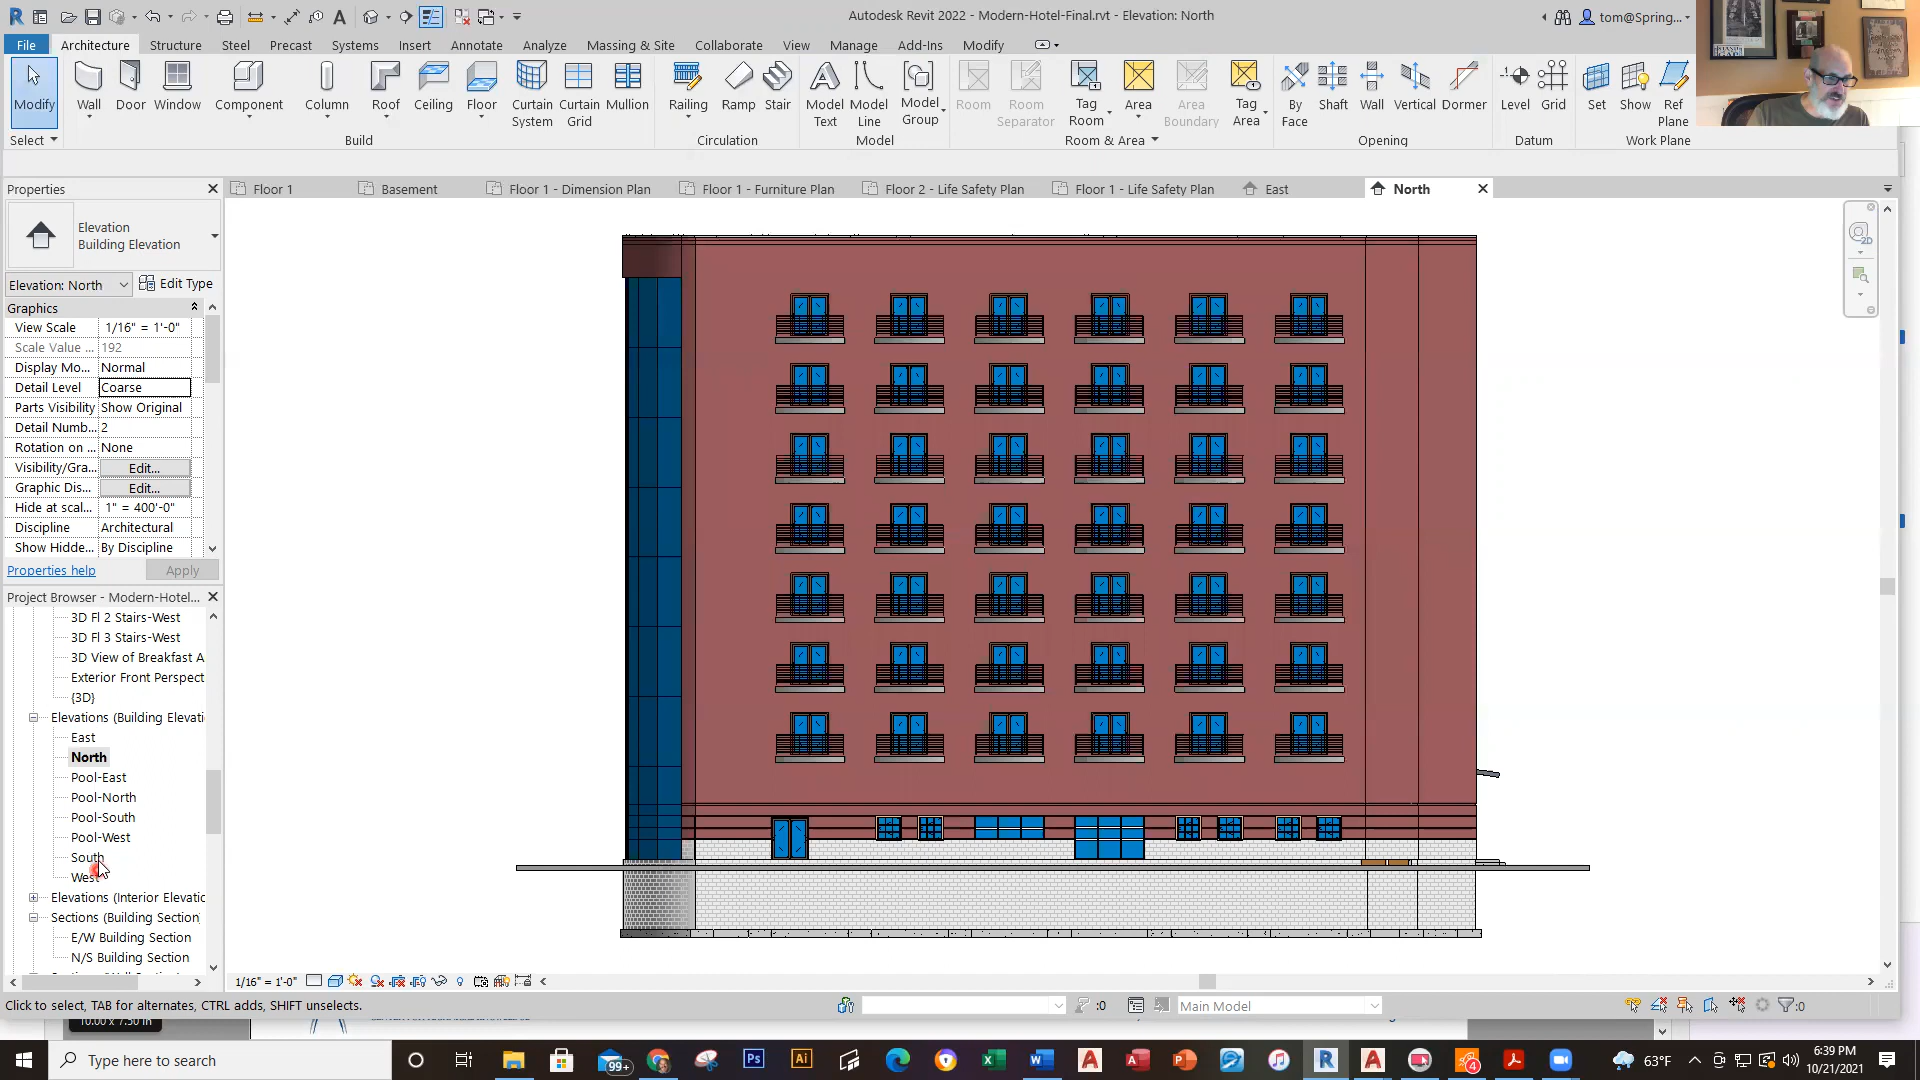 Autodesk Revit 2022 - Modern-Hotel-Final.rvt - Elevation: North
tom@Spring...
File Architecture Structure Steel Precast Systems Insert Annotate Analyze Massing & Site Collaborate View Manage Add-Ins Modify
Modify Wall Door Window Component Column Roof Ceiling Floor Curtain System Curtain Grid Mullion Railing Ramp Stair Model Text Model Line Model Group Room Room Separator Tag Room Area Area Boundary Tag Area By Face Shaft Wall Vertical Dormer Level Grid Set Show Ref Plane
Select Build Circulation Model Room & Area Opening Datum Work Plane
Properties
Floor 1 Basement Floor 1 - Dimension Plan Floor 1 - Furniture Plan Floor 2 - Life Safety Plan Floor 1 - Life Safety Plan East North
Elevation
Building Elevation
Elevation: North Edit Type
Graphics
View Scale 1/16" = 1'-0"
Scale Value ... 192
Display Mo... Normal
Detail Level Coarse
Parts Visibility Show Original
Detail Numb... 2
Rotation on ... None
Visibility/Gra... Edit...
Graphic Dis... Edit...
Hide at scal... 1" = 400'-0"
Discipline Architectural
Show Hidde... By Discipline
Properties help Apply
Project Browser - Modern-Hotel...
3D Fl 2 Stairs-West
3D Fl 3 Stairs-West
3D View of Breakfast A
Exterior Front Perspect
{3D}
Elevations (Building Elevati
East
North
Pool-East
Pool-North
Pool-South
Pool-West
South
West
Elevations (Interior Elevatio
Sections (Building Section)
E/W Building Section
N/S Building Section
1/16" = 1'-0"
2D
Click to select, TAB for alternates, CTRL adds, SHIFT unselects.
:0 Main Model :0
10.00 x 7.50 in
Type here to search
99+
Ps
Ai
4
63°F
6:39 PM
10/21/2021